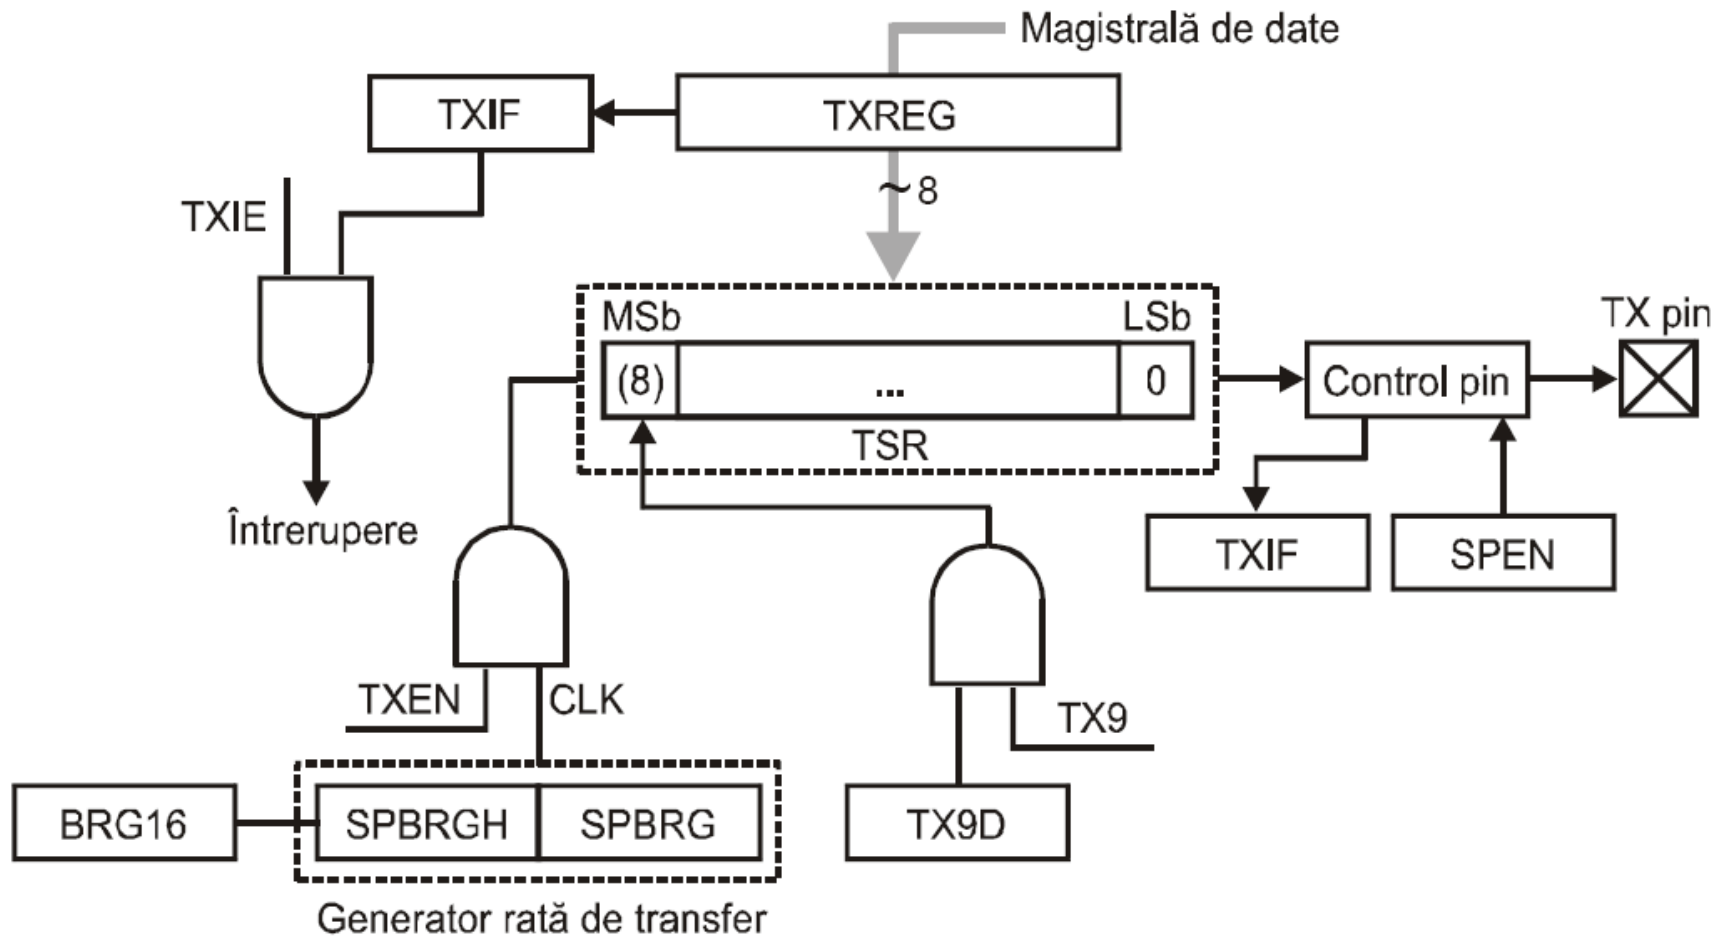 Magistrală de date
TXIF
TXREG
~8
TXIE
MSb
LSb
TX pin
(8)
...
0
Control pin
TSR
Întrerupere
TXIF
SPEN
TXEN
CLK
TX9
BRG16
SPBRGH
SPBRG
TX9D
Generator rată de transfer